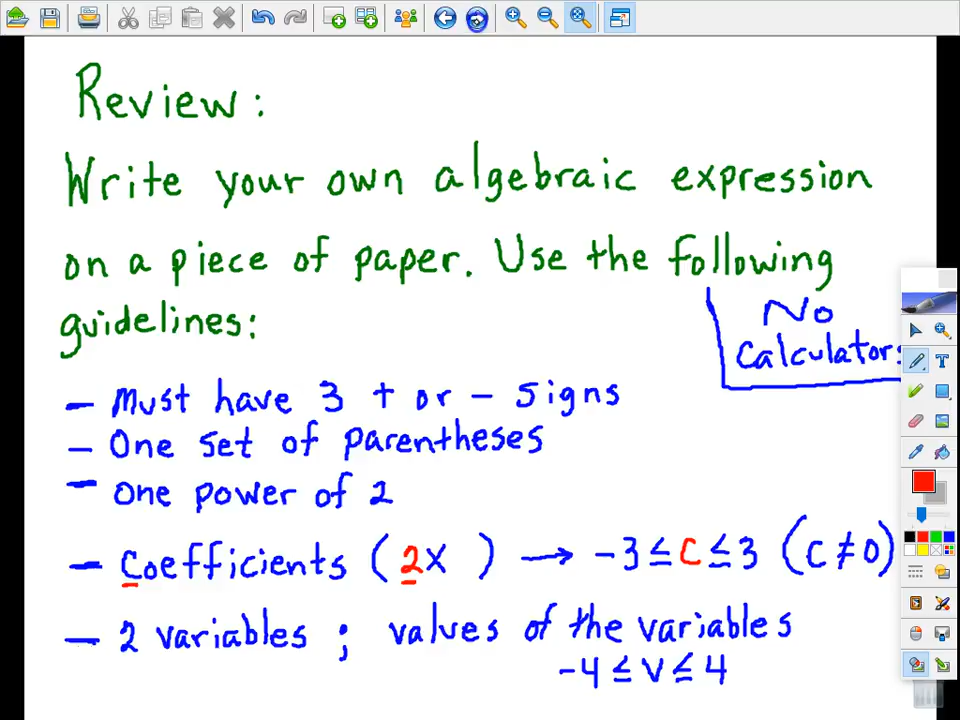 Review:
Write your own algebraic expression
on a piece of paper. Use the following
guidelines:
No
Calculators
- Must have 3 + or - signs
- One set of parentheses
- One power of 2
- Coefficients (2x) → -3 ≤ C ≤ 3 (C ≠ 0)
- 2 variables ; values of the variables
-4 ≤ V ≤ 4